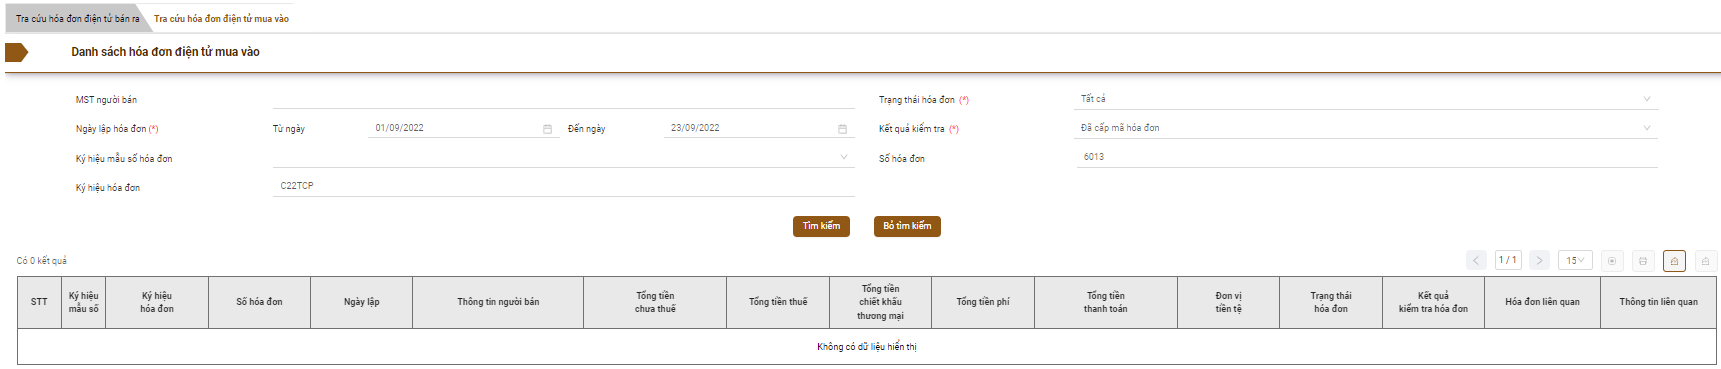 Tra cứu hóa đơn điện tử bán ra Tra cứu hóa đơn điện tử mua vào
Danh sách hóa đơn điện tử mua vào
MST người bán Trạng thái hóa đơn (*) Tất cả
Ngày lập hóa đơn (*) Từ ngày 01/09/2022 Đến ngày 23/09/2022 Kết quả kiểm tra (*) Đã cấp mã hóa đơn
Ký hiệu mẫu số hóa đơn Số hóa đơn 6013
Ký hiệu hóa đơn C22TCP
Tìm kiếm Bỏ tìm kiếm
Có 0 kết quả 1 / 1 15
STT Ký hiệu mẫu số Ký hiệu hóa đơn Số hóa đơn Ngày lập Thông tin người bán Tổng tiền chưa thuế Tổng tiền thuế Tổng tiền chiết khấu thương mại Tổng tiền phí Tổng tiền thanh toán Đơn vị tiền tệ Trạng thái hóa đơn Kết quả kiểm tra hóa đơn Hóa đơn liên quan Thông tin liên quan
Không có dữ liệu hiển thị